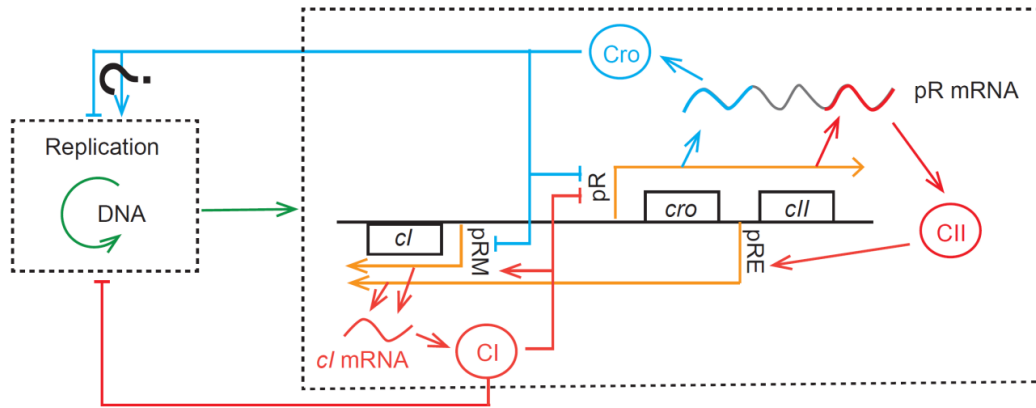 Cro
?
pR mRNA
Replication
DNA
pR
cro
cII
cI
pRM
pRE
CII
cI mRNA
CI